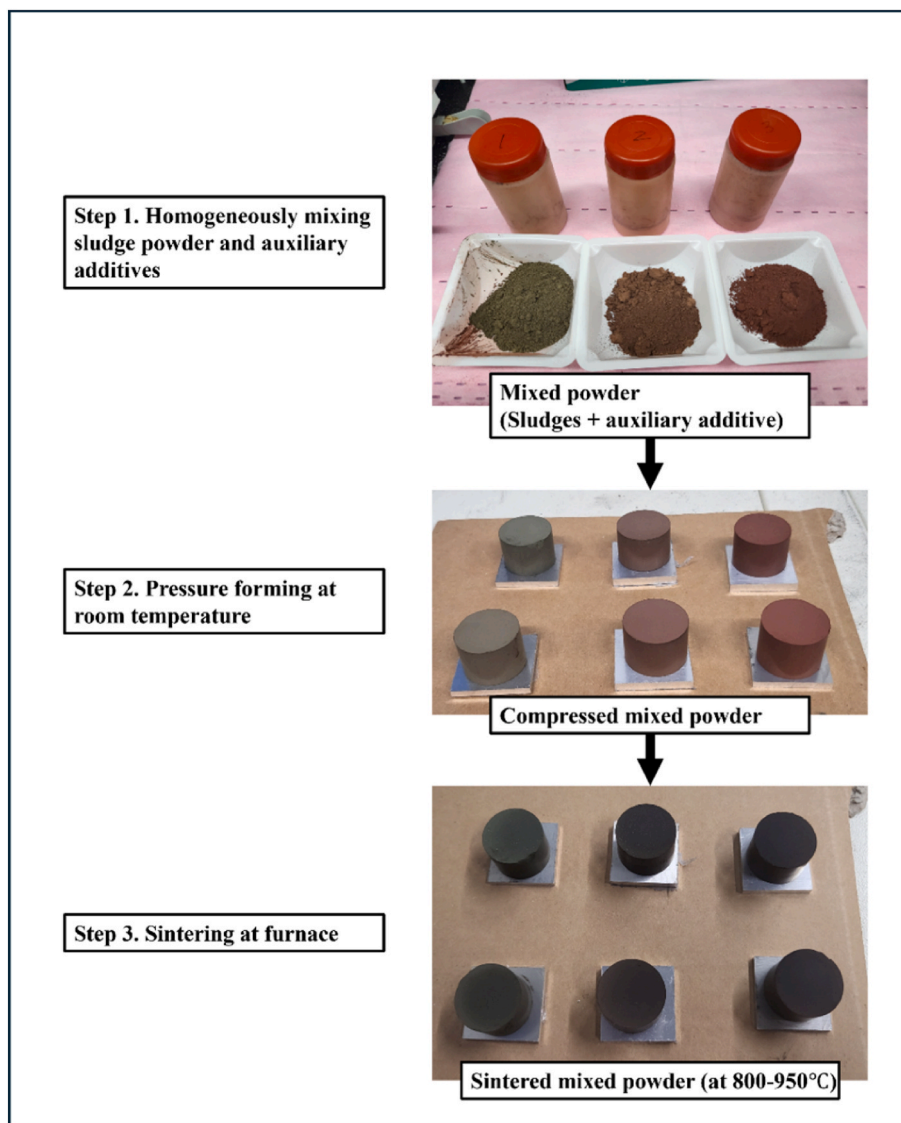 Step 1. Homogeneously mixing
sludge powder and auxiliary
additives
1
2
Mixed powder
(Sludges + auxiliary additive)
Step 2. Pressure forming at
room temperature
Compressed mixed powder
Step 3. Sintering at furnace
Sintered mixed powder (at 800-950℃)